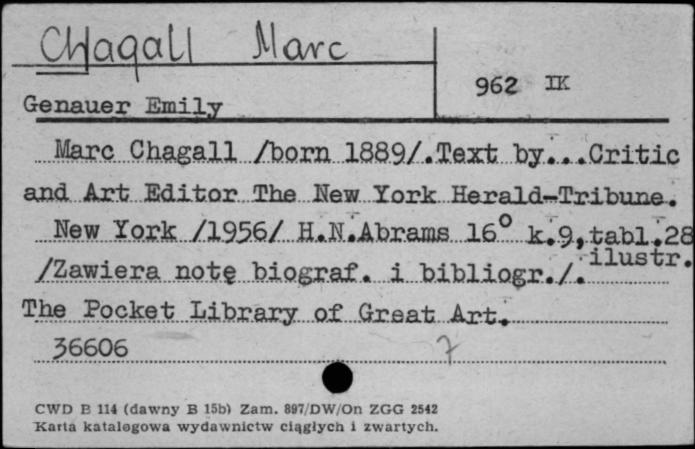 Chagall Marc
962 IK
Genauer Emily
Marc Chagall /born 1889/.Text by...Critic
and Art Editor The New York Herald-Tribune.
New York /1956/ H.N.Abrams 16° k.9,tabl.28
ilustr.
/Zawiera notę biograf. i bibliogr./.
The Pocket Library of Great Art.
36606
7
CWD B 114 (dawny B 15b) Zam. 897/DW/On ZGG 2542
Karta katalogowa wydawnictw ciągłych i zwartych.